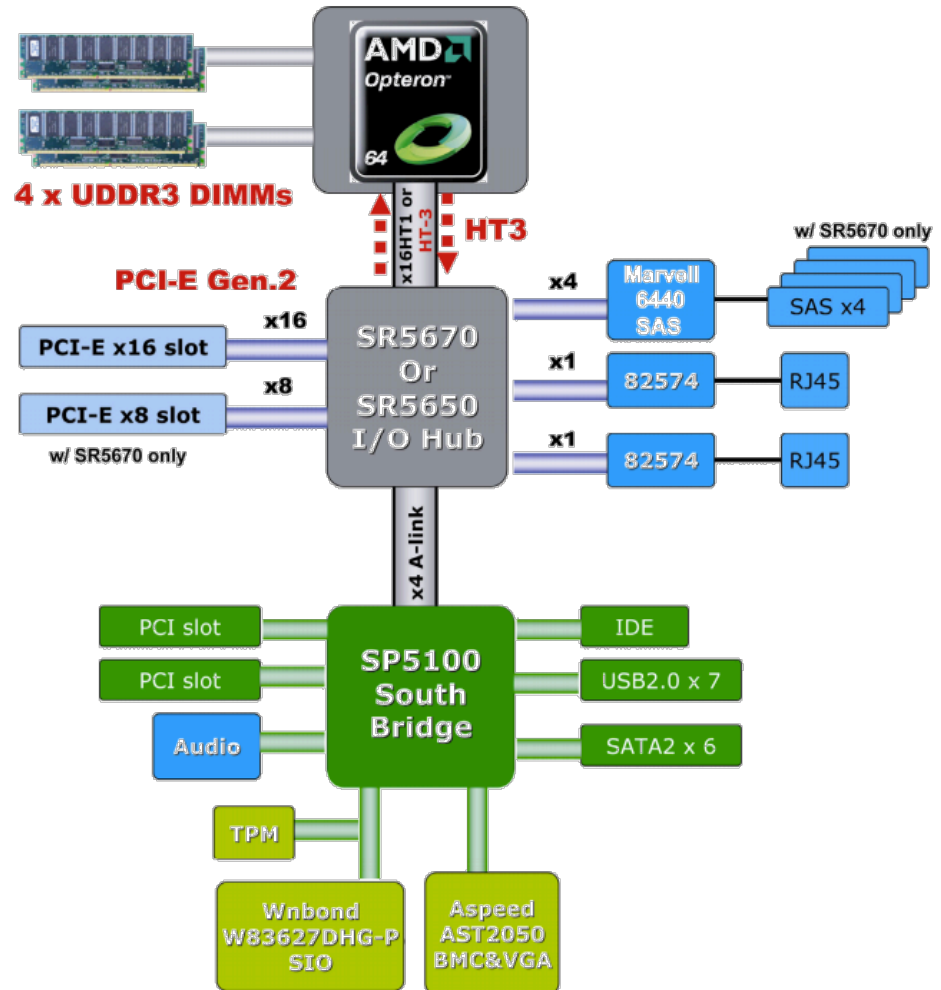 AMD
Opteron™
64
4 x UDDR3 DIMMs
x16HT1 or
HT-3
HT3
PCI-E Gen.2
w/ SR5670 only
x16
PCI-E x16 slot
x8
PCI-E x8 slot
w/ SR5670 only
SR5670
Or
SR5650
I/O Hub
x4
Marvell
6440
SAS
SAS x4
x1
82574
RJ45
x1
82574
RJ45
x4 A-link
PCI slot
PCI slot
Audio
SP5100
South
Bridge
IDE
USB2.0 x 7
SATA2 x 6
TPM
Wnbond
W83627DHG-P
SIO
Aspeed
AST2050
BMC&VGA